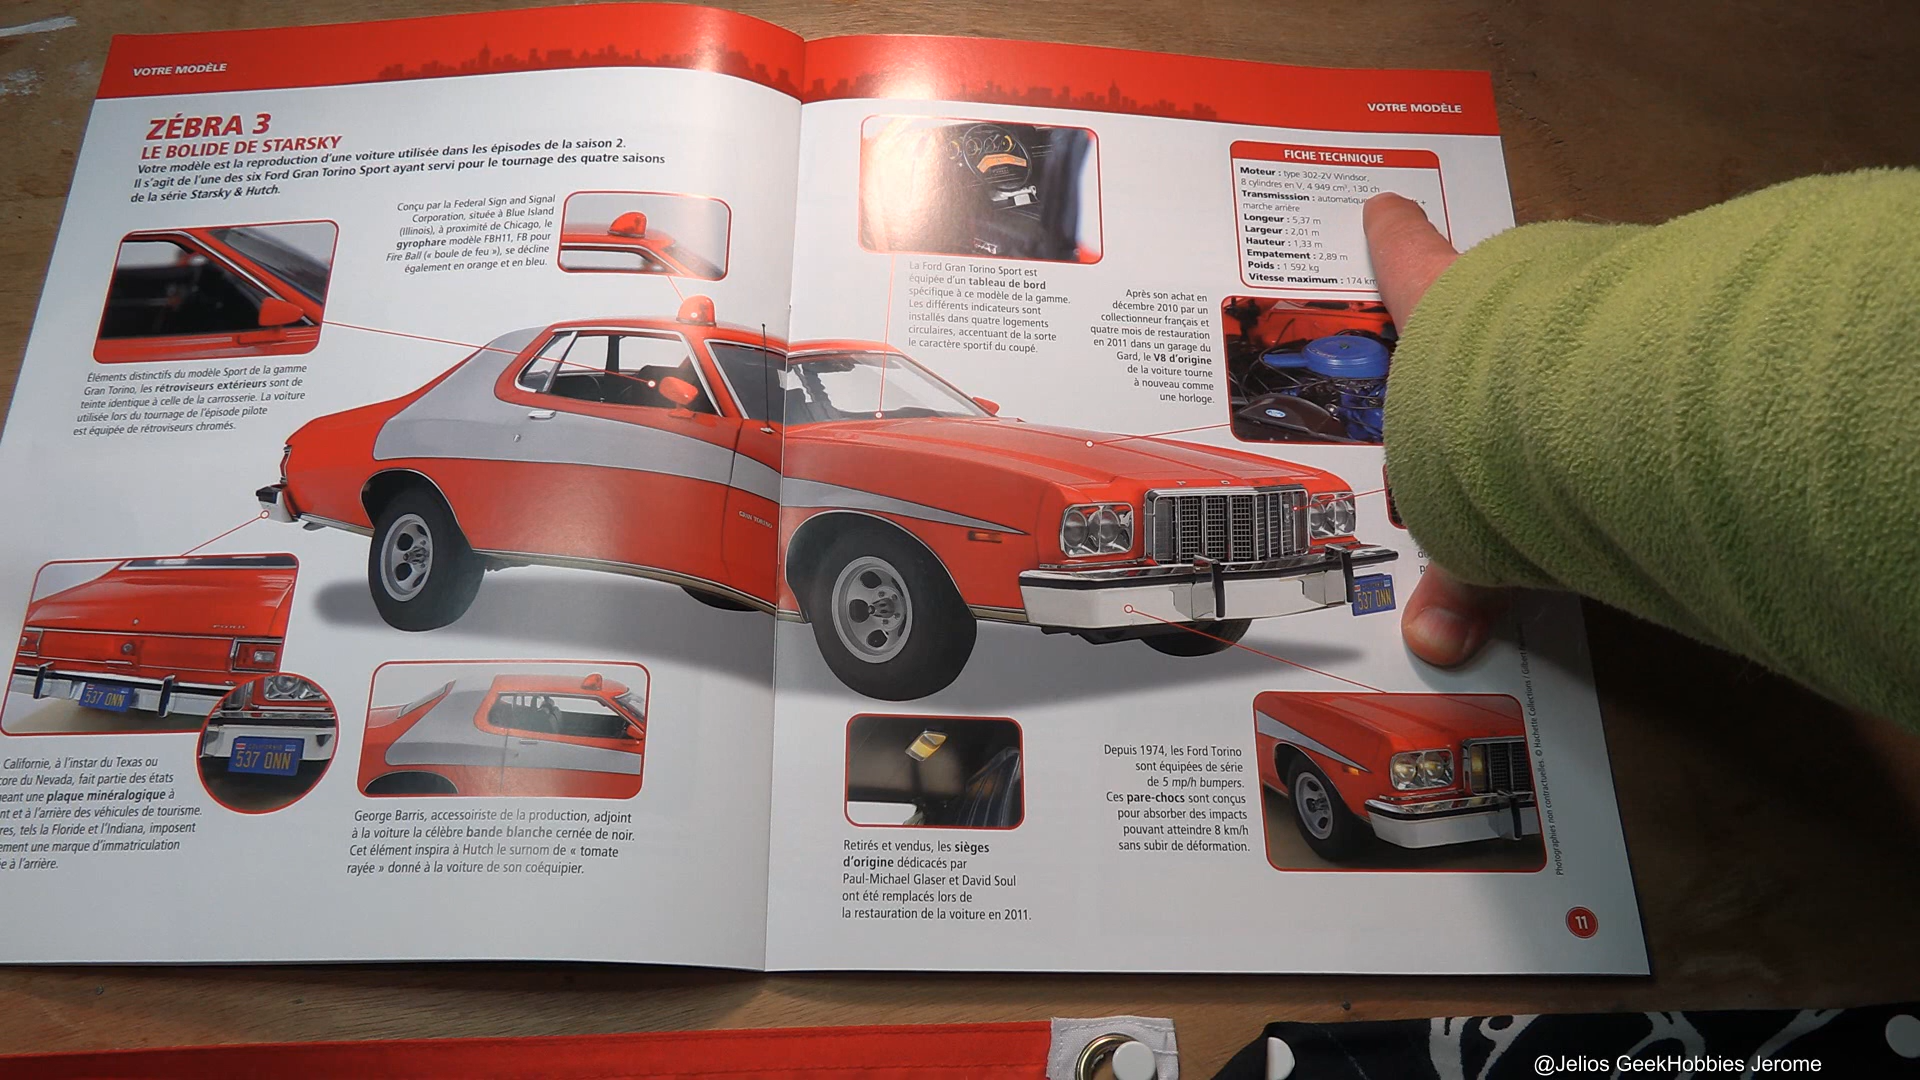 VOTRE MODÈLE
ZÉBRA 3
LE BOLIDE DE STARSKY
Votre modèle est la reproduction d'une voiture utilisée dans les épisodes de la saison 2.
Il s'agit de l'une des six Ford Gran Torino Sport ayant servi pour le tournage des quatre saisons
de la série Starsky & Hutch.
Conçu par la Federal Sign and Signal
Corporation, située à Blue Island
(Illinois), à proximité de Chicago, le
gyrophare modèle FBH11, FB pour
Fire Ball (« boule de feu »), se décline
également en orange et en bleu.
Éléments distinctifs du modèle Sport de la gamme
Gran Torino, les rétroviseurs extérieurs sont de
teinte identique à celle de la carrosserie. La voiture
utilisée lors du tournage de l'épisode pilote
est équipée de rétroviseurs chromés.
GRAN TORINO
FORD
537 ONN
537 ONN
Californie, à l'instar du Texas ou
core du Nevada, fait partie des états
eant une plaque minéralogique à
nt et à l'arrière des véhicules de tourisme.
res, tels la Floride et l'Indiana, imposent
ement une marque d'immatriculation
e à l'arrière.
George Barris, accessoiriste de la production, adjoint
à la voiture la célèbre bande blanche cernée de noir.
Cet élément inspira à Hutch le surnom de « tomate
rayée » donné à la voiture de son coéquipier.
VOTRE MODÈLE
FICHE TECHNIQUE
Moteur : type 302-2V Windsor,
8 cylindres en V, 4 949 cm³, 130 ch
Transmisssion : automatique +
marche arrière
Longeur : 5,37 m
Largeur : 2,01 m
Hauteur : 1,33 m
Empatement : 2,89 m
Poids : 1 592 kg
Vitesse maximum : 174 km
La Ford Gran Torino Sport est
équipée d'un tableau de bord
spécifique à ce modèle de la gamme.
Les différents indicateurs sont
installés dans quatre logements
circulaires, accentuant de la sorte
le caractère sportif du coupé.
Après son achat en
décembre 2010 par un
collectionneur français et
quatre mois de restauration
en 2011 dans un garage du
Gard, le V8 d'origine
de la voiture tourne
à nouveau comme
une horloge.
537 ONN
Retirés et vendus, les sièges
d'origine dédicacés par
Paul-Michael Glaser et David Soul
ont été remplacés lors de
la restauration de la voiture en 2011.
Depuis 1974, les Ford Torino
sont équipées de série
de 5 mp/h bumpers.
Ces pare-chocs sont conçus
pour absorber des impacts
pouvant atteindre 8 km/h
sans subir de déformation.
Photographies non contractuelles. © Hachette Collections / Gilbert
11
@Jelios GeekHobbies Jerome